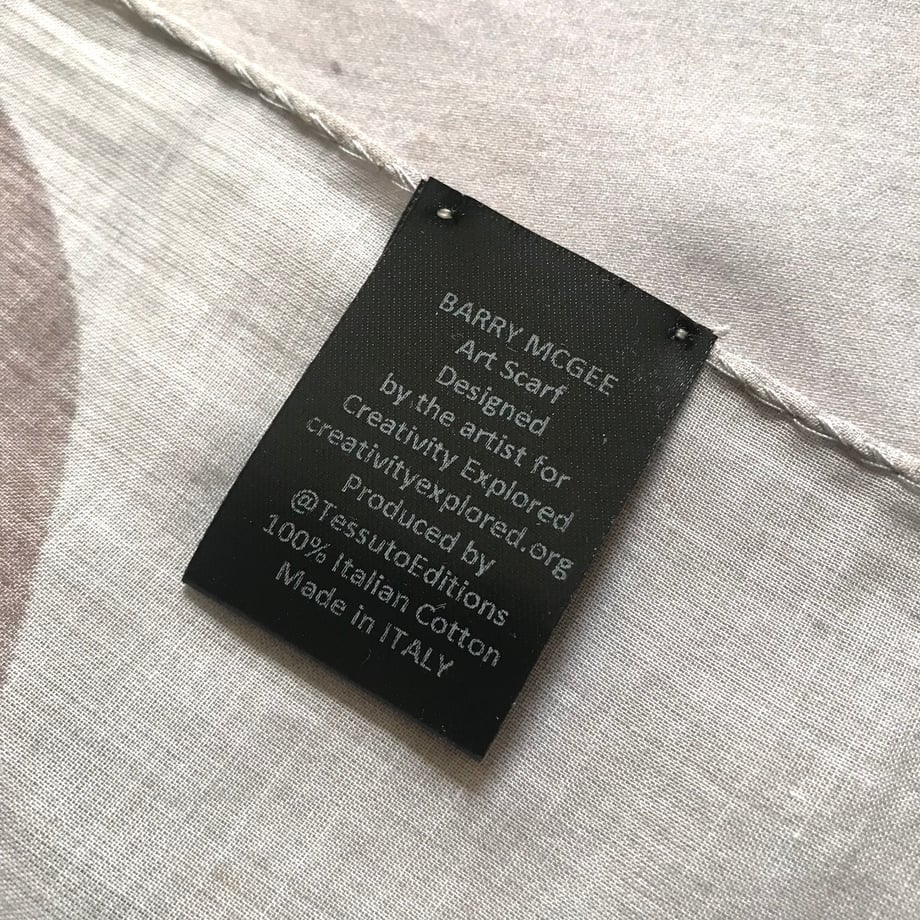 BARRY MCGEE
Art Scarf
Designed
by the artist for
Creativity Explored
creativityexplored.org
Produced by
@TessutoEditions
100% Italian Cotton
Made in ITALY